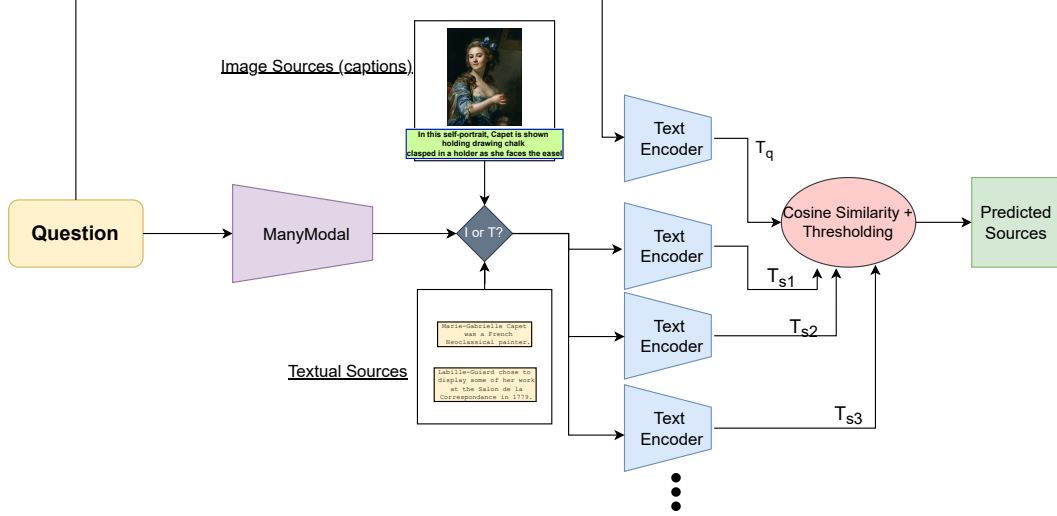 Image Sources (captions)
In this self-portrait, Capet is shown
holding drawing chalk
clasped in a holder as she faces the easel
Question
ManyModal
I or T?
Textual Sources
Marie-Gabrielle Capet
was a French
Neoclassical painter.
Labille-Guiard chose to
display some of her work
at the Salon de la
Correspondance in 1779.
Text
Encoder
Text
Encoder
Text
Encoder
Text
Encoder
Tq
Ts1
Ts2
Ts3
Cosine Similarity +
Thresholding
Predicted
Sources